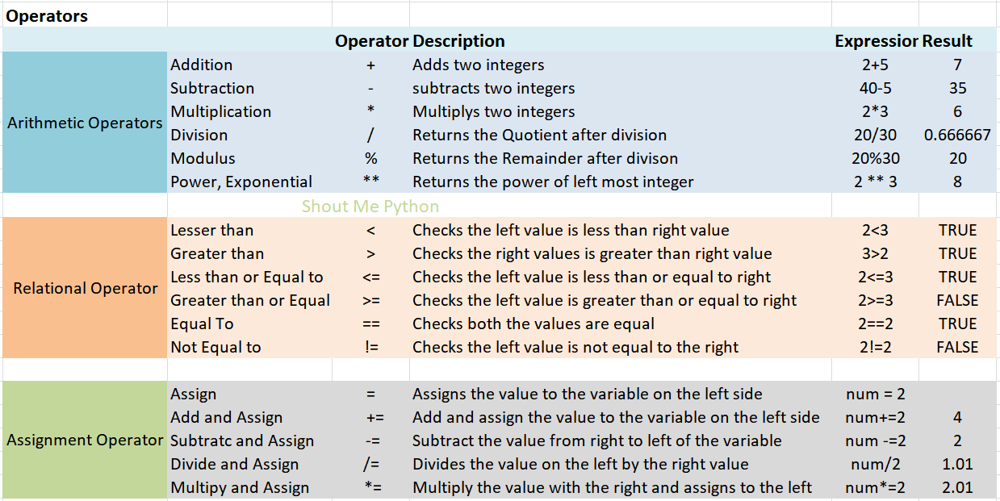 Operators
Operator Description Expression Result
Arithmetic Operators
Addition + Adds two integers 2+5 7
Subtraction - subtracts two integers 40-5 35
Multiplication * Multiplys two integers 2*3 6
Division / Returns the Quotient after division 20/30 0.666667
Modulus % Returns the Remainder after divison 20%30 20
Power, Exponential ** Returns the power of left most integer 2 ** 3 8
Shout Me Python
Relational Operator
Lesser than < Checks the left value is less than right value 2<3 TRUE
Greater than > Checks the right values is greater than right value 3>2 TRUE
Less than or Equal to <= Checks the left value is less than or equal to right 2<=3 TRUE
Greater than or Equal >= Checks the left value is greater than or equal to right 2>=3 FALSE
Equal To == Checks both the values are equal 2==2 TRUE
Not Equal to != Checks the left value is not equal to the right 2!=2 FALSE
Assignment Operator
Assign = Assigns the value to the variable on the left side num = 2
Add and Assign += Add and assign the value to the variable on the left side num+=2 4
Subtratc and Assign -= Subtract the value from right to left of the variable num -=2 2
Divide and Assign /= Divides the value on the left by the right value num/2 1.01
Multipy and Assign *= Multiply the value with the right and assigns to the left num*=2 2.01